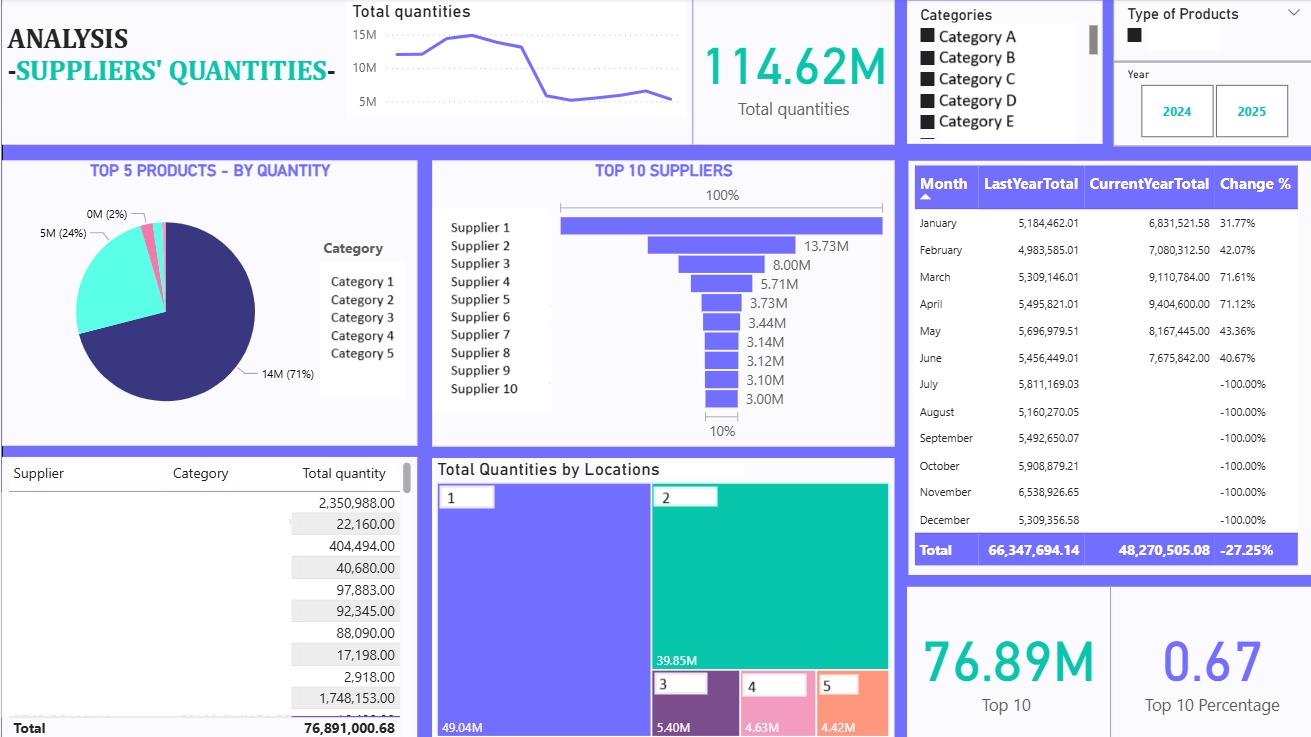 ANALYSIS
-SUPPLIERS' QUANTITIES-
Total quantities
15M
10M
5M
114.62M
Total quantities
Categories
Category A
Category B
Category C
Category D
Category E
Type of Products
Year
2024 2025
TOP 5 PRODUCTS - BY QUANTITY
0M (2%)
5M (24%)
14M (71%)
Category
Category 1
Category 2
Category 3
Category 4
Category 5
TOP 10 SUPPLIERS
100%
Supplier 1
Supplier 2 13.73M
Supplier 3 8.00M
Supplier 4 5.71M
Supplier 5 3.73M
Supplier 6 3.44M
Supplier 7 3.14M
Supplier 8 3.12M
Supplier 9 3.10M
Supplier 10 3.00M
10%
Month LastYearTotal CurrentYearTotal Change %
January 5,184,462.01 6,831,521.58 31.77%
February 4,983,585.01 7,080,312.50 42.07%
March 5,309,146.01 9,110,784.00 71.61%
April 5,495,821.01 9,404,600.00 71.12%
May 5,696,979.51 8,167,445.00 43.36%
June 5,456,449.01 7,675,842.00 40.67%
July 5,811,169.03 -100.00%
August 5,160,270.05 -100.00%
September 5,492,650.07 -100.00%
October 5,908,879.21 -100.00%
November 6,538,926.65 -100.00%
December 5,309,356.58 -100.00%
Total 66,347,694.14 48,270,505.08 -27.25%
Supplier Category Total quantity
2,350,988.00
22,160.00
404,494.00
40,680.00
97,883.00
92,345.00
88,090.00
17,198.00
2,918.00
1,748,153.00
Total 76,891,000.68
Total Quantities by Locations
1
49.04M
2
39.85M
3
5.40M
4
4.63M
5
4.42M
76.89M
Top 10
0.67
Top 10 Percentage